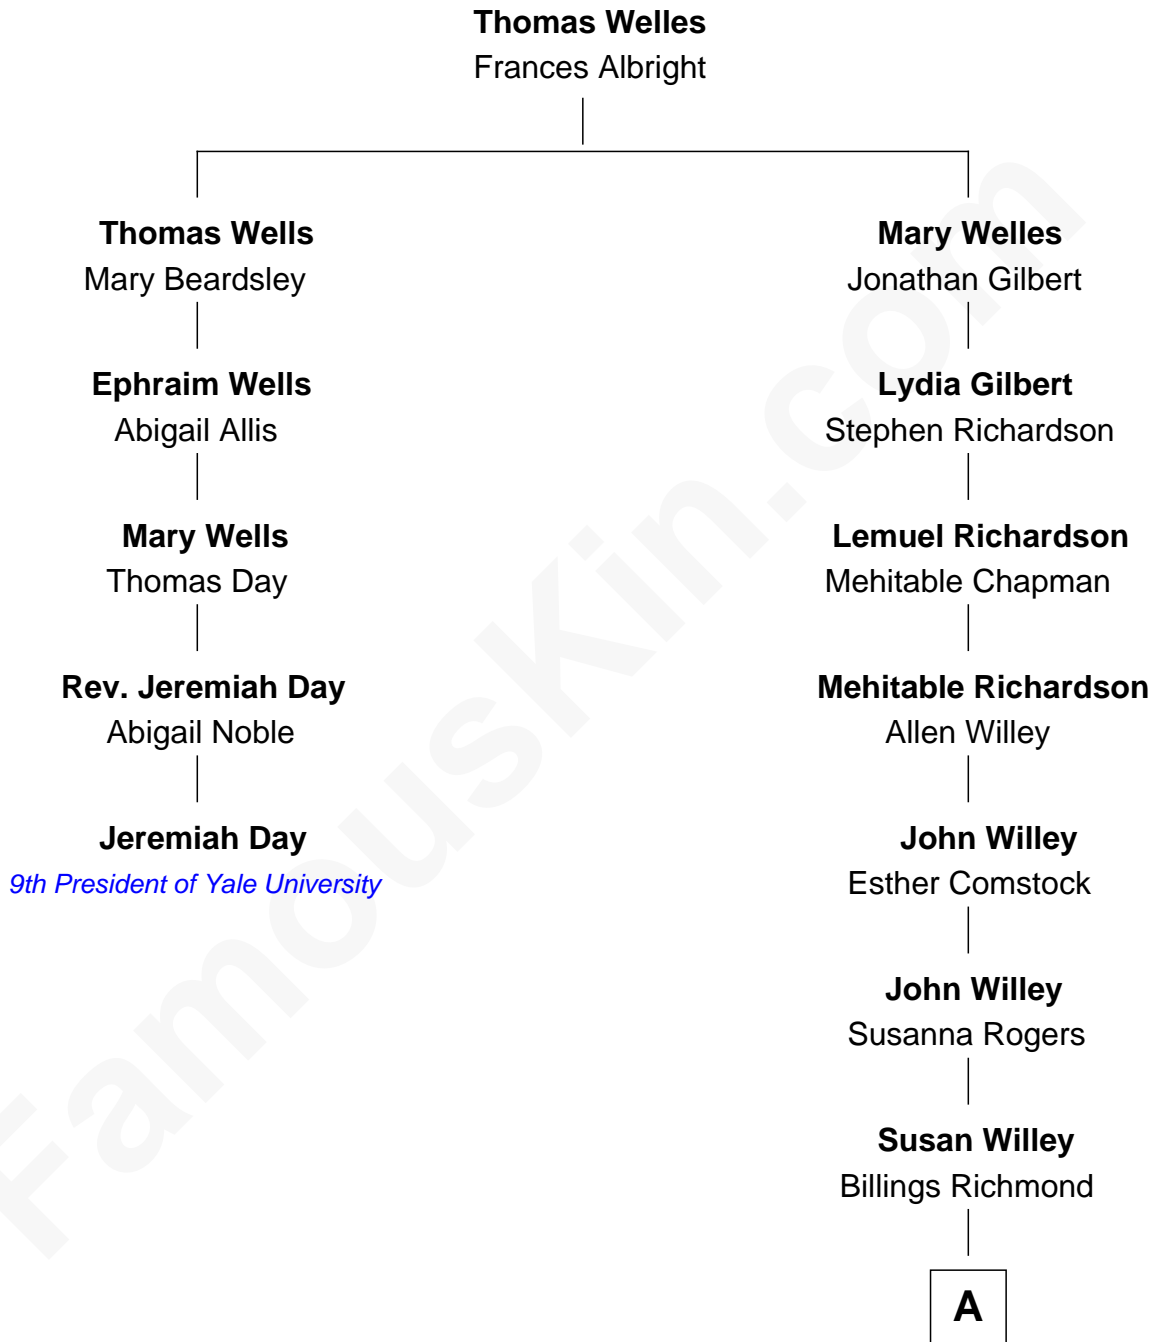 Thomas Welles
Frances Albright
Thomas Wells
Mary Beardsley
Ephraim Wells
Abigail Allis
Mary Wells
Thomas Day
Rev. Jeremiah Day
Abigail Noble
Jeremiah Day
9th President of Yale University
Mary Welles
Jonathan Gilbert
Lydia Gilbert
Stephen Richardson
Lemuel Richardson
Mehitable Chapman
Mehitable Richardson
Allen Willey
John Willey
Esther Comstock
John Willey
Susanna Rogers
Susan Willey
Billings Richmond
A
FamousKin.com